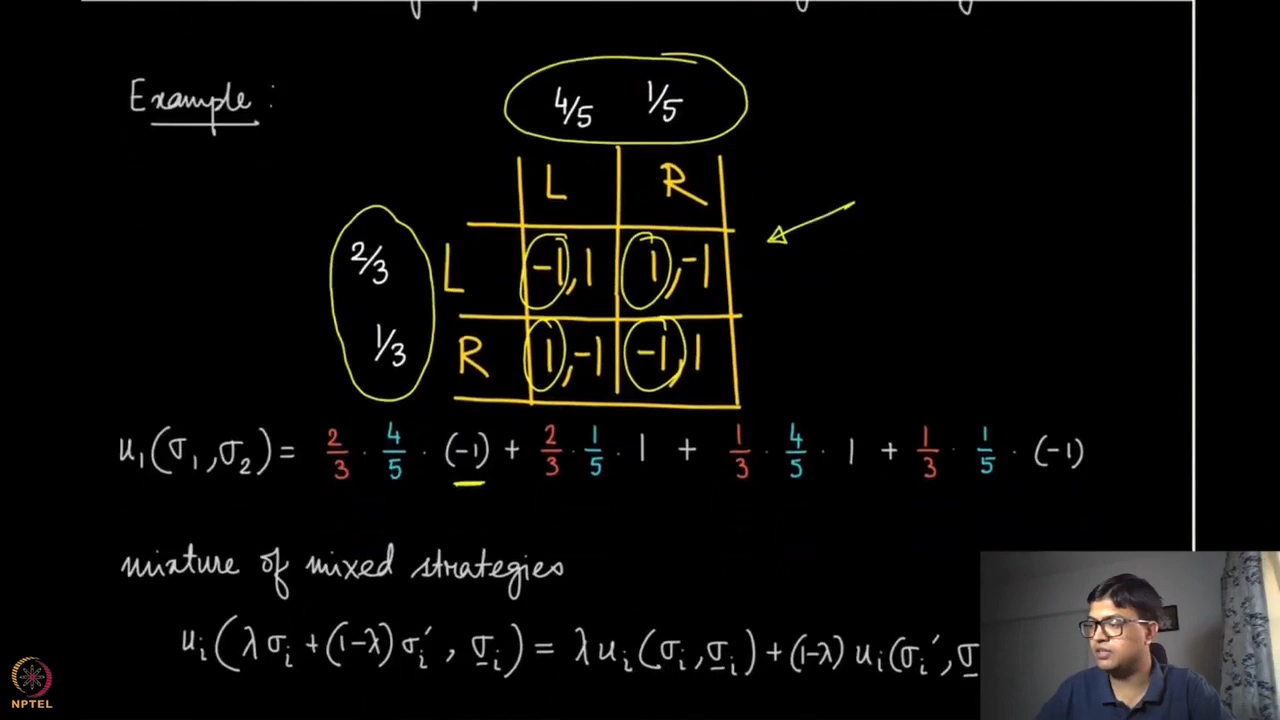 Example :
4/5 1/5
L R
2/3 L -1, 1 1, -1
1/3 R 1, -1 -1, 1
u₁(σ₁, σ₂) = 2/3 · 4/5 · (-1) + 2/3 · 1/5 · 1 + 1/3 · 4/5 · 1 + 1/3 · 1/5 · (-1)
mixture of mixed strategies
uᵢ(λσᵢ + (1-λ)σᵢ′, σ̲ᵢ) = λuᵢ(σᵢ, σ̲ᵢ) + (1-λ) uᵢ(σᵢ′, σ
NPTEL